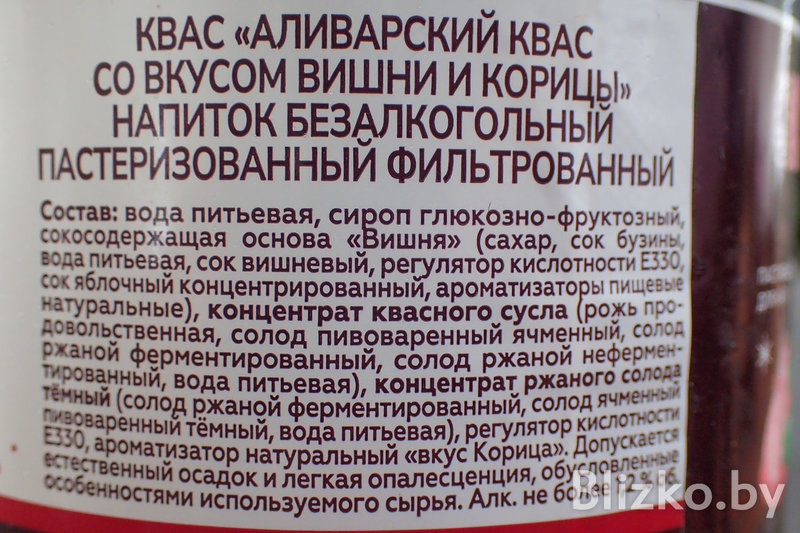 КВАС «АЛИВАРСКИЙ КВАС
СО ВКУСОМ ВИШНИ И КОРИЦЫ»
НАПИТОК БЕЗАЛКОГОЛЬНЫЙ
ПАСТЕРИЗОВАННЫЙ ФИЛЬТРОВАННЫЙ
Состав: вода питьевая, сироп глюкозно-фруктозный,
сокосодержащая основа «Вишня» (сахар, сок бузины,
вода питьевая, сок вишневый, регулятор кислотности Е330,
сок яблочный концентрированный, ароматизаторы пищевые
натуральные), концентрат квасного сусла (рожь про-
довольственная, солод пивоваренный ячменный, солод
ржаной ферментированный, солод ржаной нефермен-
тированный, вода питьевая), концентрат ржаного солода
тёмный (солод ржаной ферментированный, солод ячменный
пивоваренный тёмный, вода питьевая), регулятор кислотности
Е330, ароматизатор натуральный «вкус Корица». Допускается
естественный осадок и легкая опалесценция, обусловленные
особенностями используемого сырья. Алк. не более % об.
Blizko.by